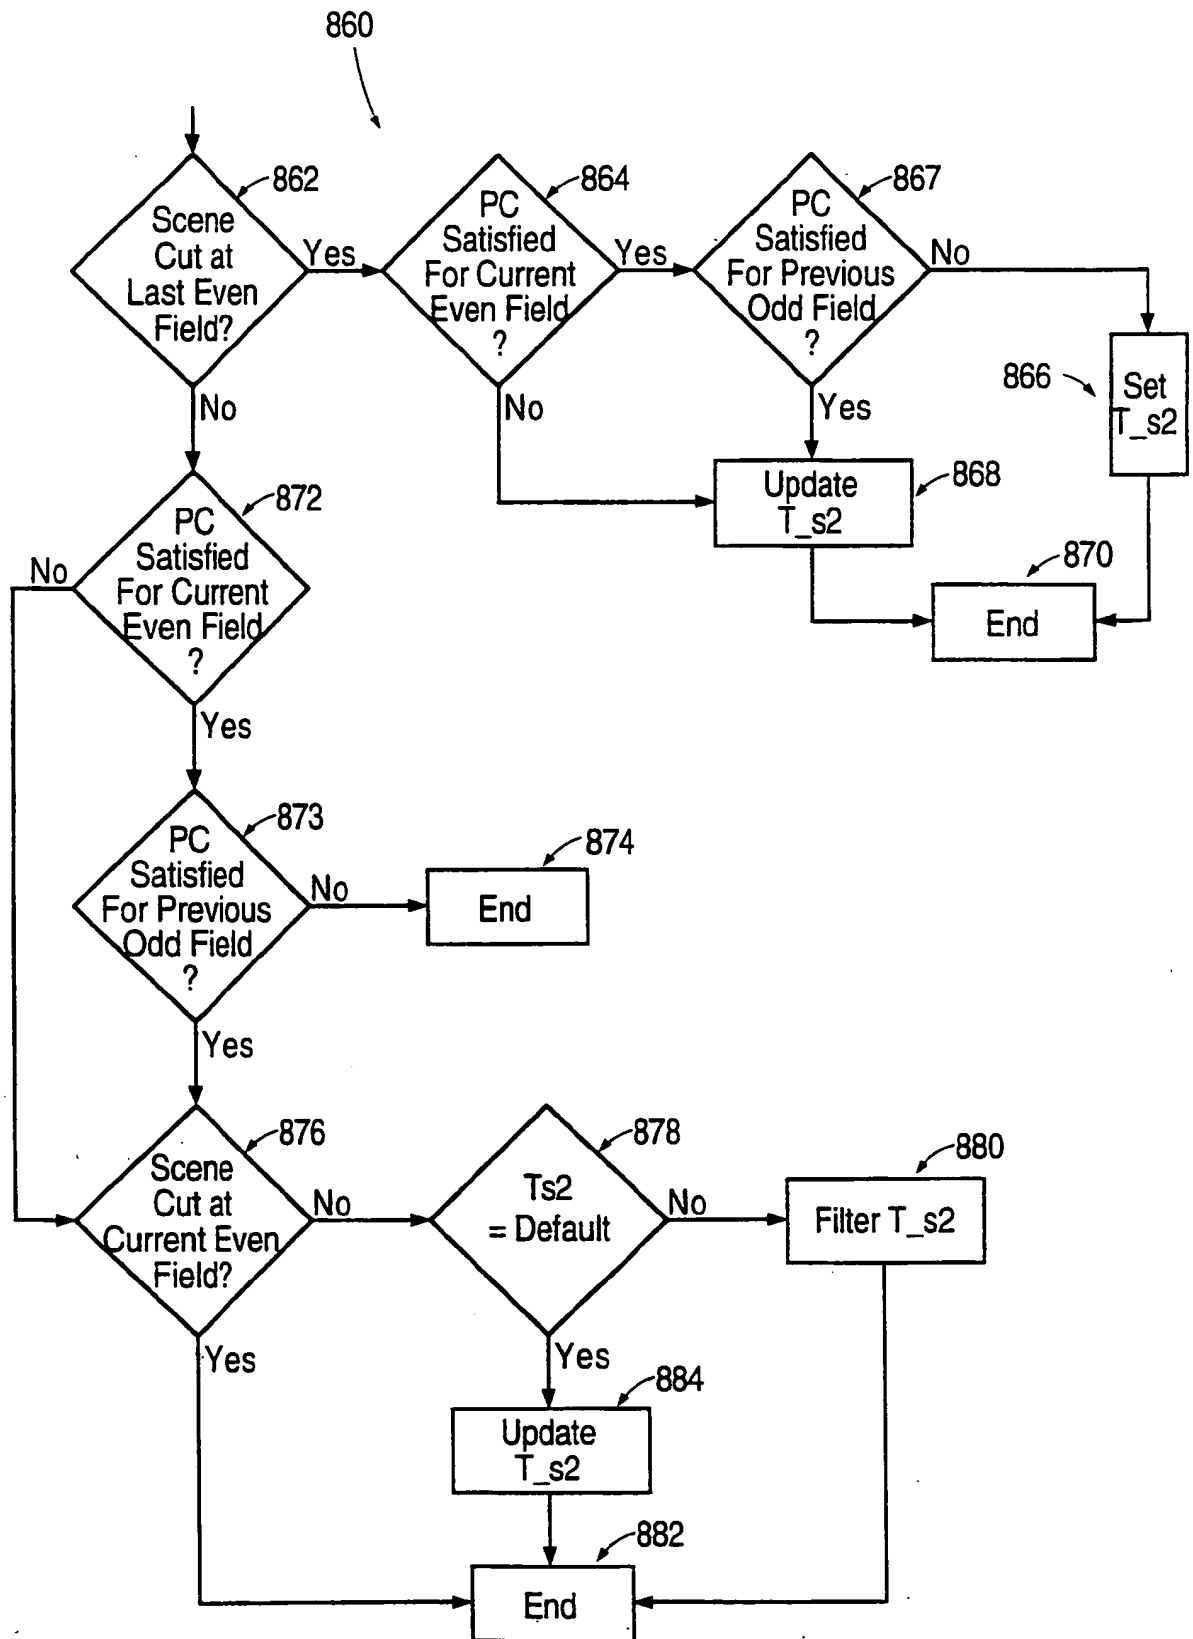 860
862
Scene
Cut at
Last Even
Field?
Yes
864
PC
Satisfied
For Current
Even Field
?
Yes
867
PC
Satisfied
For Previous
Odd Field
?
No
866
Set
T_s2
No
No
Yes
Update
T_s2
868
870
End
872
PC
Satisfied
For Current
Even Field
?
No
Yes
873
PC
Satisfied
For Previous
Odd Field
?
No
874
End
Yes
876
Scene
Cut at
Current Even
Field?
No
878
Ts2
= Default
No
880
Filter T_s2
Yes
Yes
884
Update
T_s2
882
End